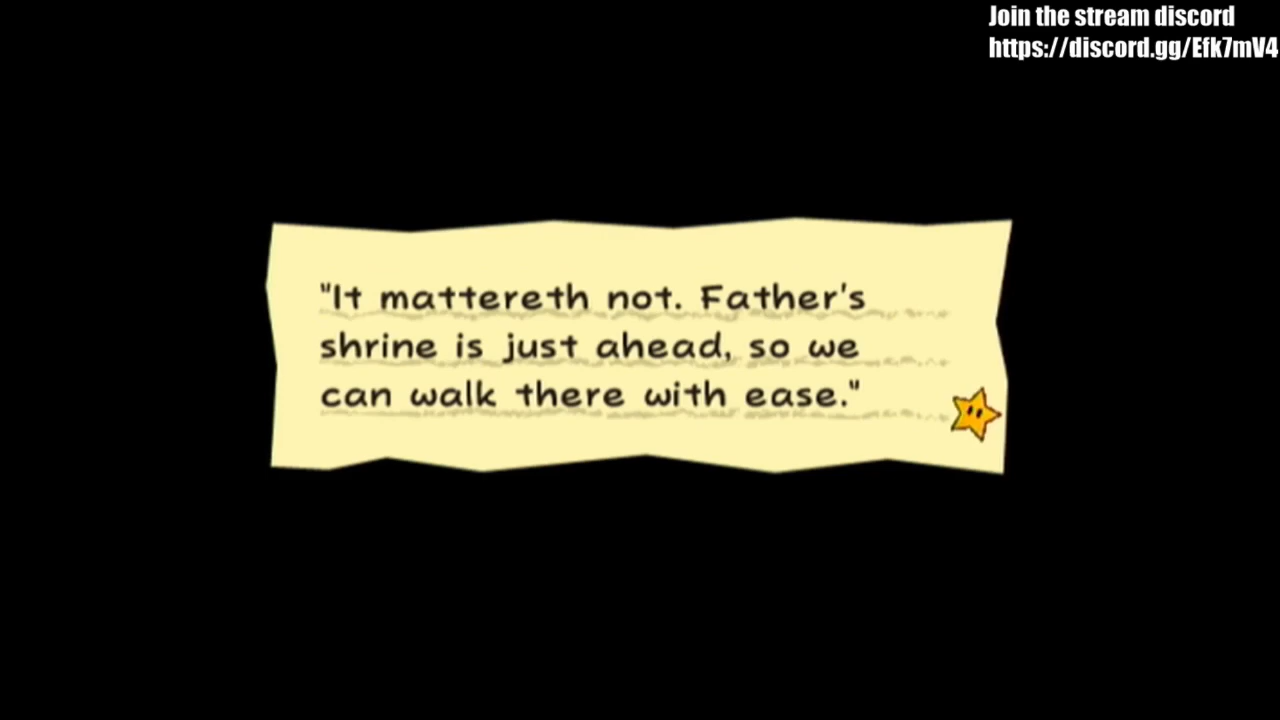 Join the stream discord
https://discord.gg/Efk7mV4
"It mattereth not. Father's
shrine is just ahead, so we
can walk there with ease."